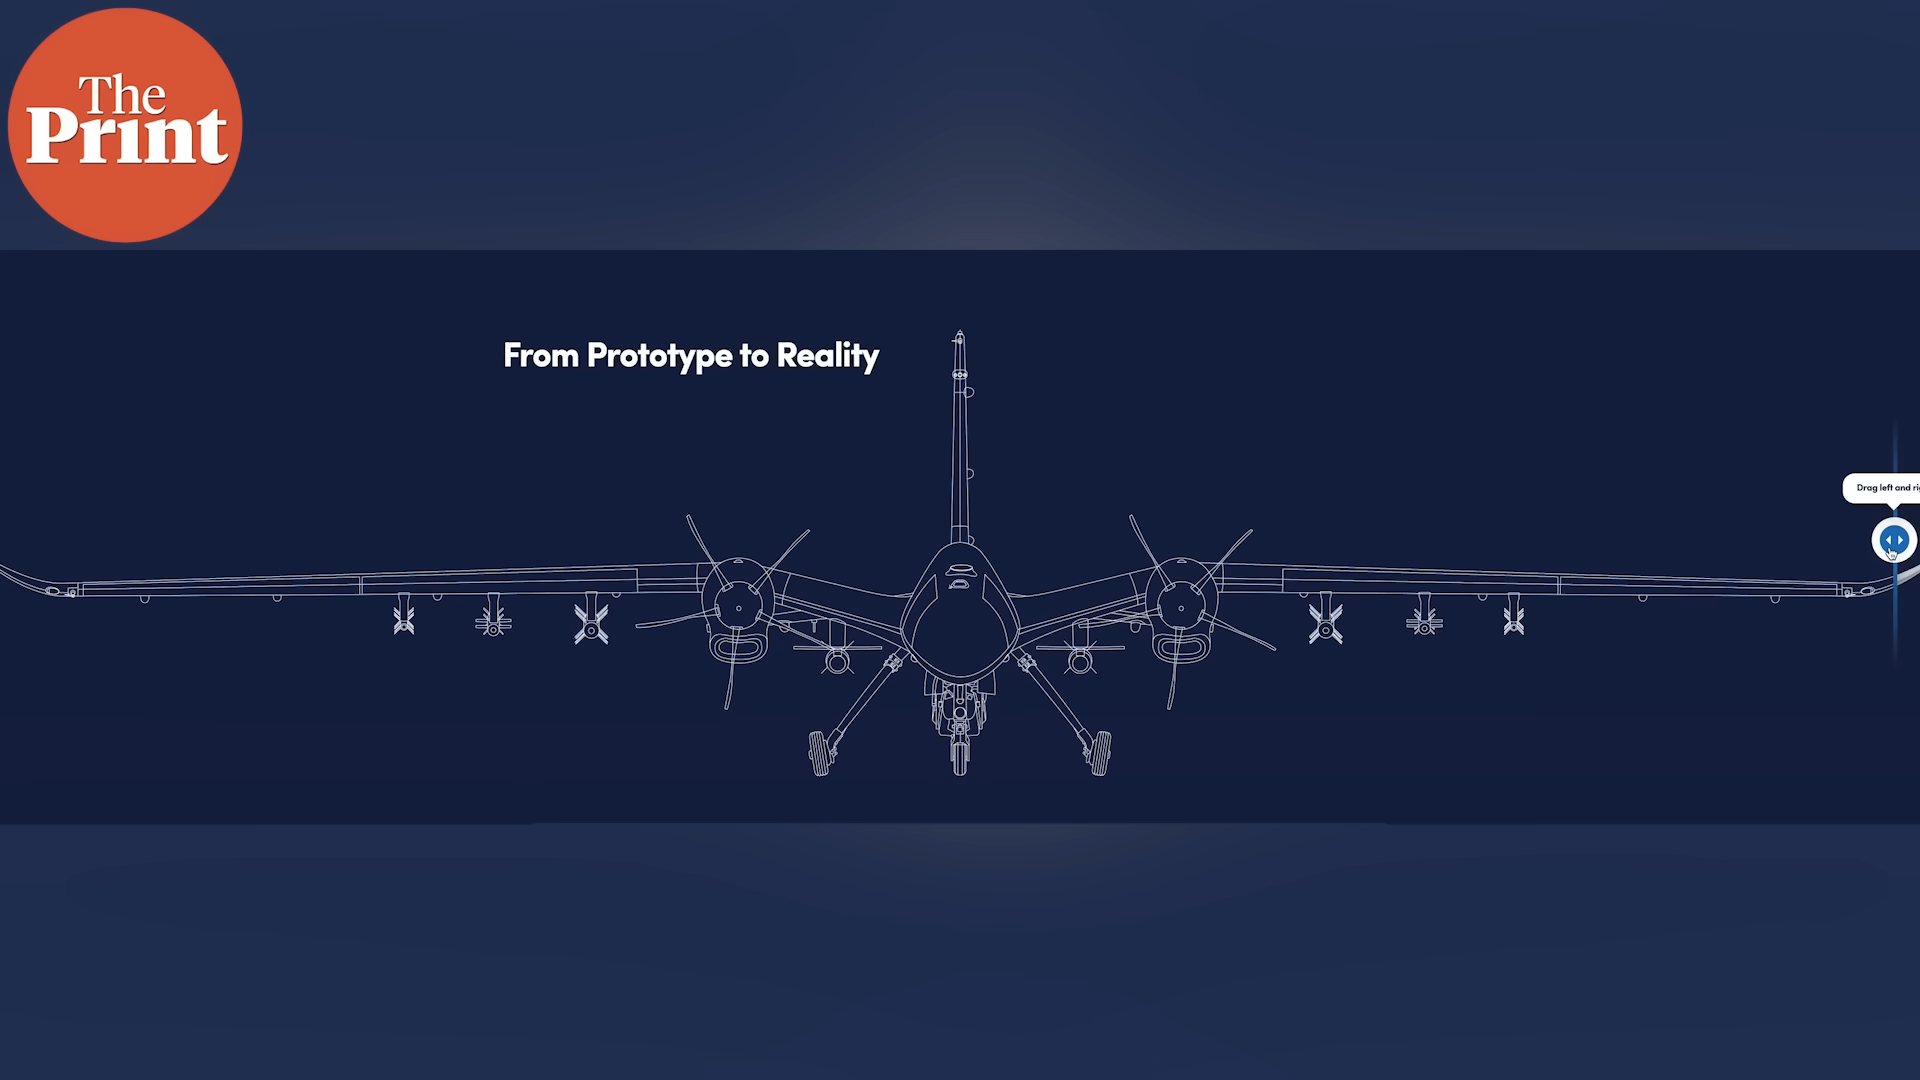 The
Print
From Prototype to Reality
Drag left and